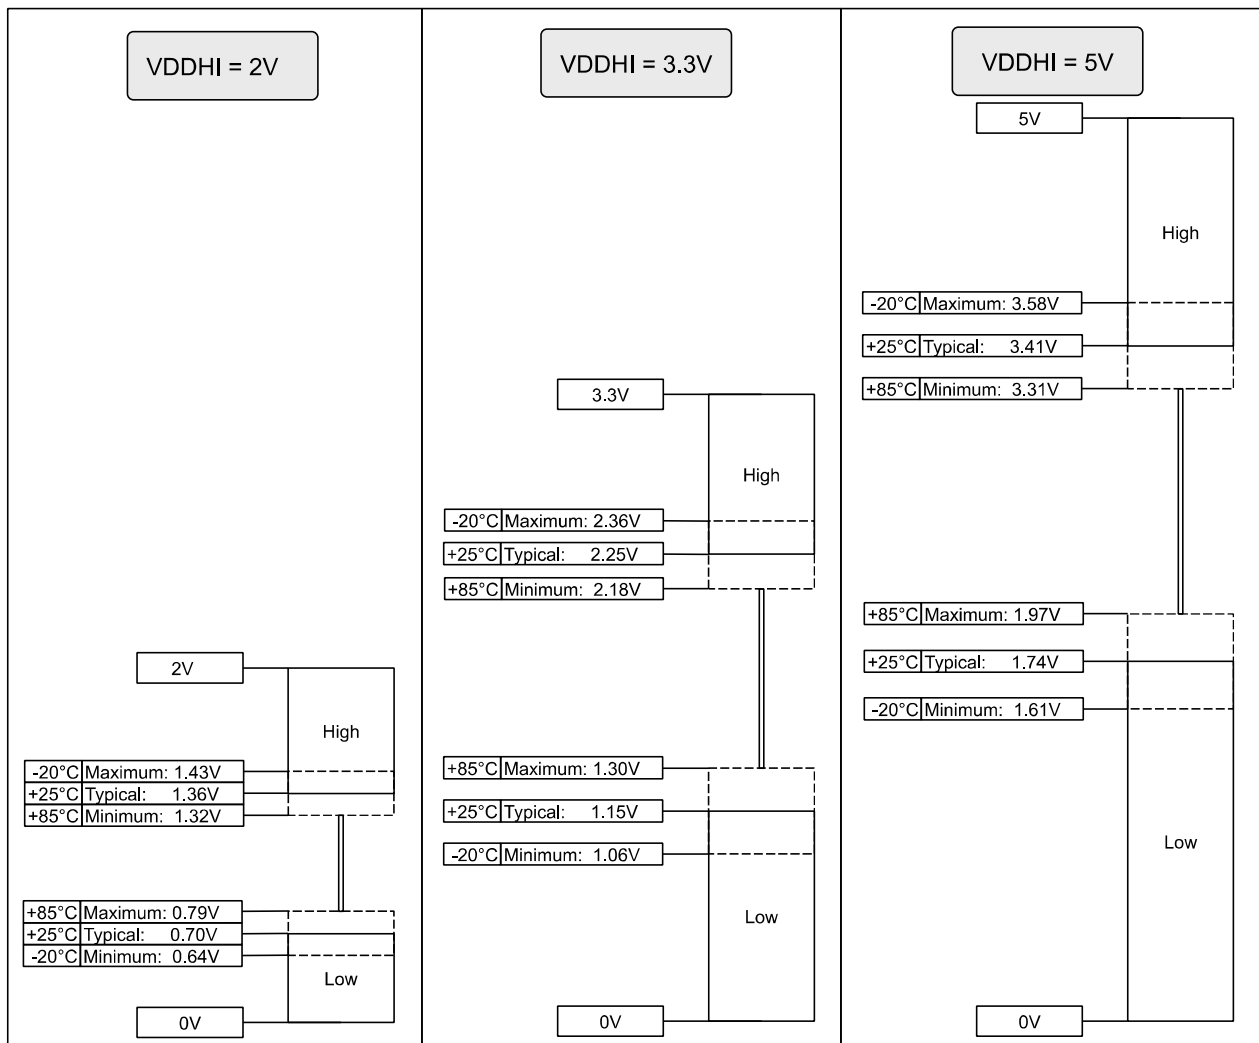 VDDHI = 2V
2V
High
-20°C Maximum: 1.43V
+25°C Typical: 1.36V
+85°C Minimum: 1.32V
+85°C Maximum: 0.79V
+25°C Typical: 0.70V
-20°C Minimum: 0.64V
Low
0V
VDDHI = 3.3V
3.3V
High
-20°C Maximum: 2.36V
+25°C Typical: 2.25V
+85°C Minimum: 2.18V
+85°C Maximum: 1.30V
+25°C Typical: 1.15V
-20°C Minimum: 1.06V
Low
0V
VDDHI = 5V
5V
High
-20°C Maximum: 3.58V
+25°C Typical: 3.41V
+85°C Minimum: 3.31V
+85°C Maximum: 1.97V
+25°C Typical: 1.74V
-20°C Minimum: 1.61V
Low
0V